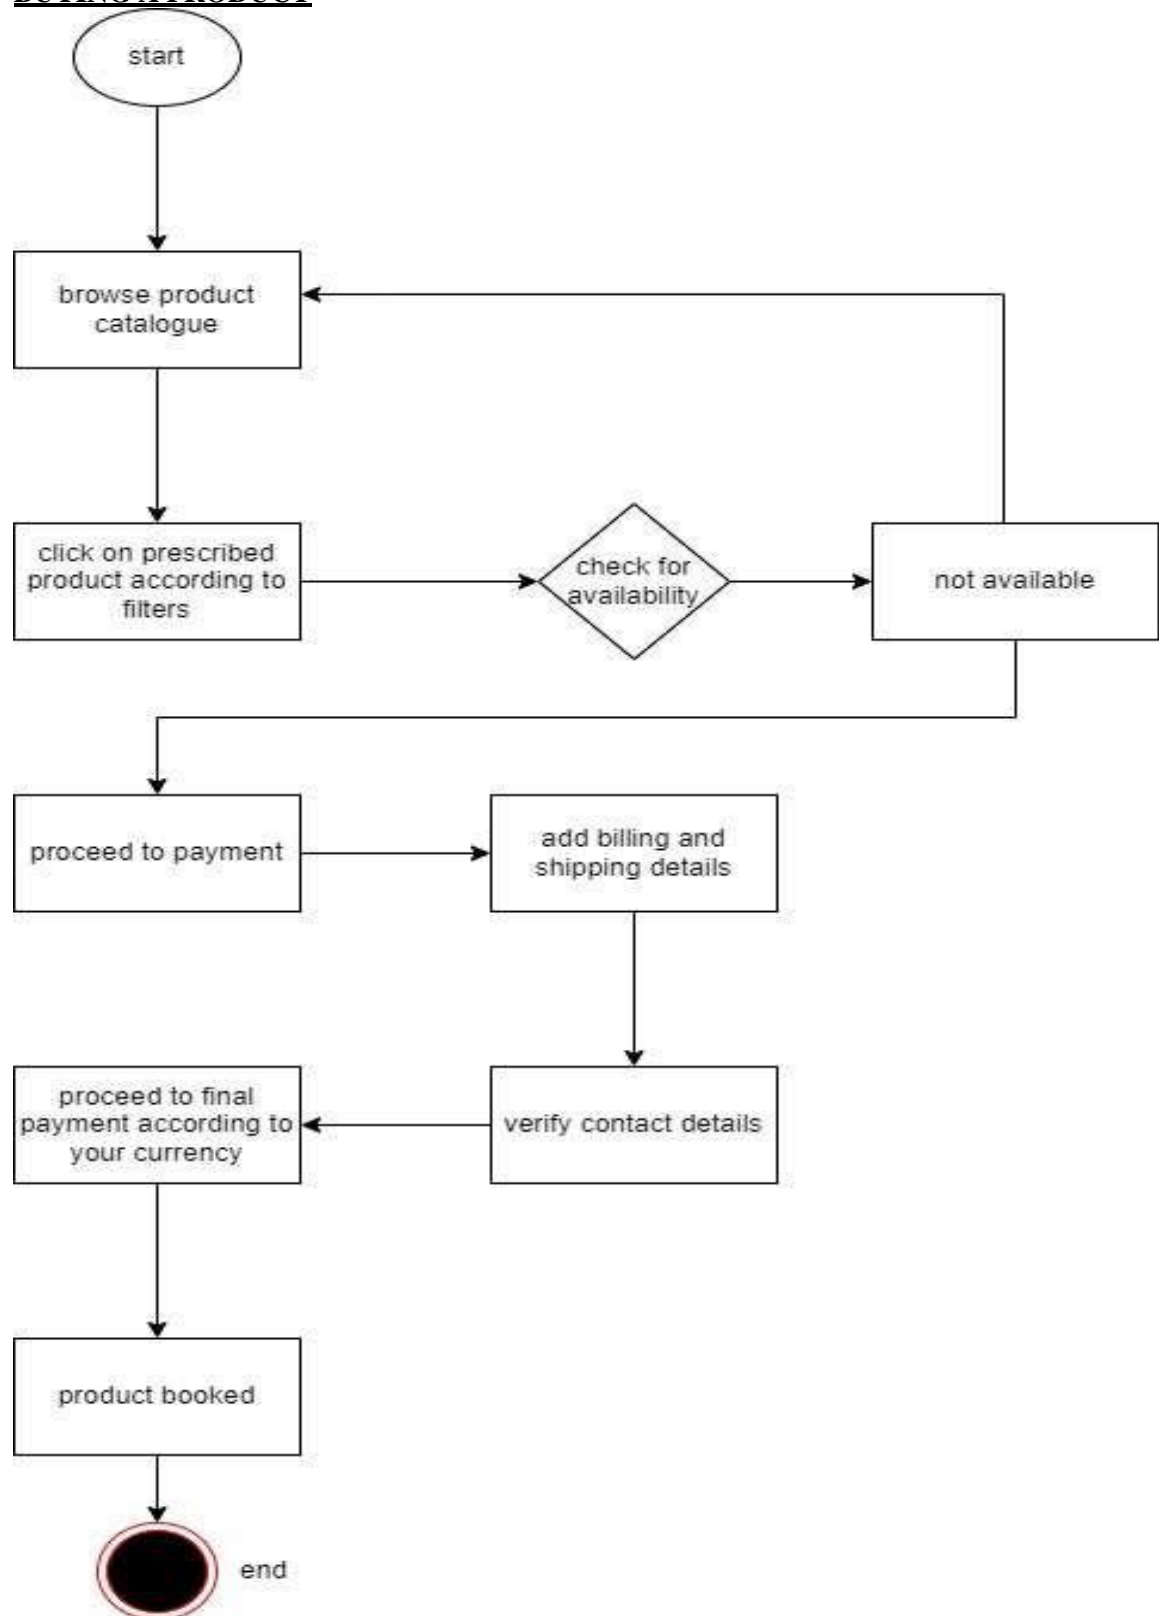 BUYING A PRODUCT
start
browse product
catalogue
click on prescribed
product according to
filters
check for
availability
not available
proceed to payment
add billing and
shipping details
verify contact details
proceed to final
payment according to
your currency
product booked
end